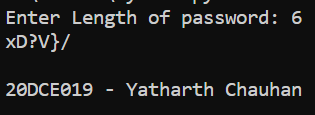 Enter Length of password: 6
xD?V}/
20DCE019 - Yatharth Chauhan